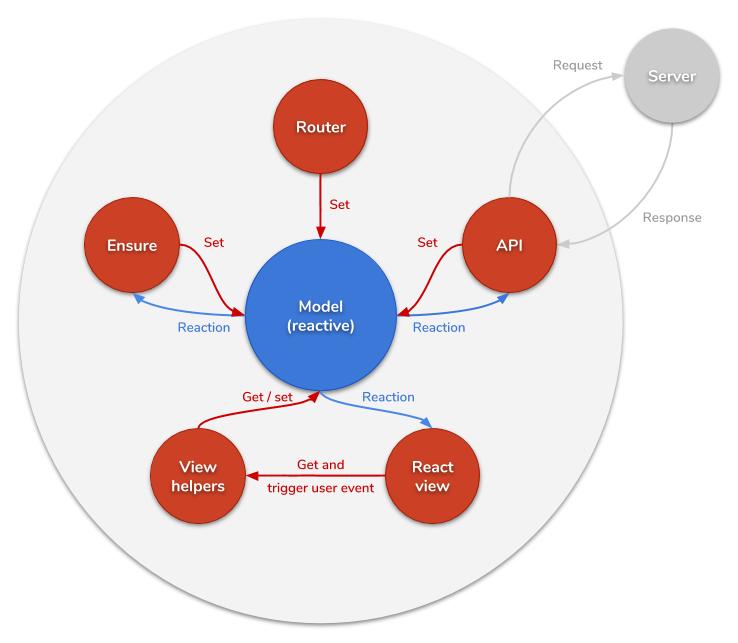 Request
Server
Router
Set
Response
Ensure
Set
Set
API
Reaction
Model
(reactive)
Reaction
Get / set
Reaction
View
helpers
Get and
trigger user event
React
view